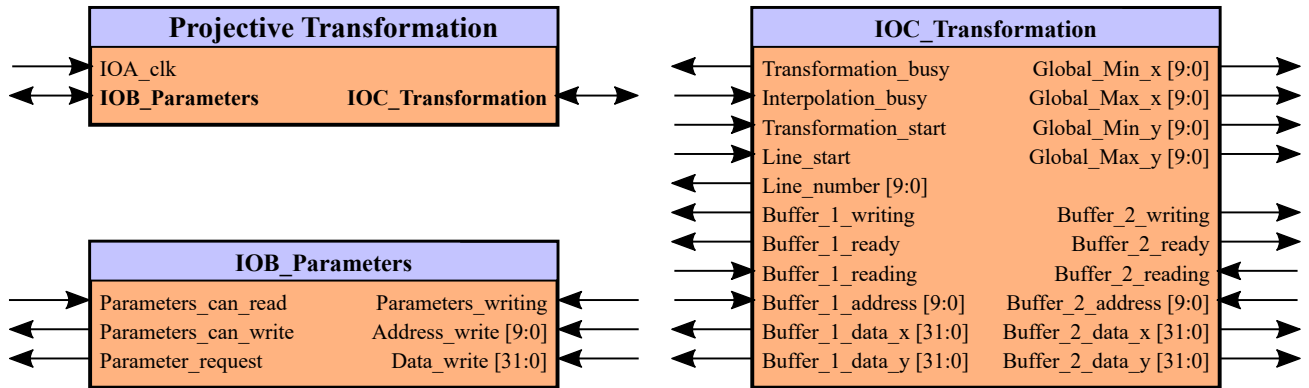 Projective Transformation
IOA_clk
IOB_Parameters IOC_Transformation
IOB_Parameters
Parameters_can_read Parameters_writing
Parameters_can_write Address_write [9:0]
Parameter_request Data_write [31:0]
IOC_Transformation
Transformation_busy Global_Min_x [9:0]
Interpolation_busy Global_Max_x [9:0]
Transformation_start Global_Min_y [9:0]
Line_start Global_Max_y [9:0]
Line_number [9:0]
Buffer_1_writing Buffer_2_writing
Buffer_1_ready Buffer_2_ready
Buffer_1_reading Buffer_2_reading
Buffer_1_address [9:0] Buffer_2_address [9:0]
Buffer_1_data_x [31:0] Buffer_2_data_x [31:0]
Buffer_1_data_y [31:0] Buffer_2_data_y [31:0]